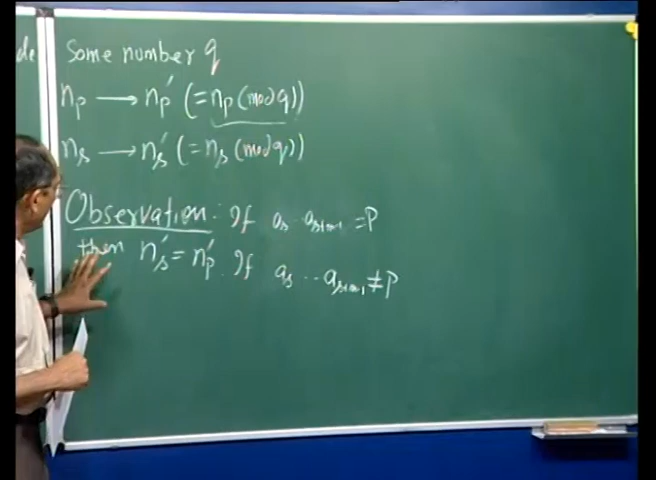 de
Some number q
n_p → n_p' (= n_p (mod q))
n_s → n_s' (= n_s (mod q))
Observation: If a_s .. a_{s+m-1} = P
then n_s' = n_p'. If a_s .. a_{s+m-1} ≠ P